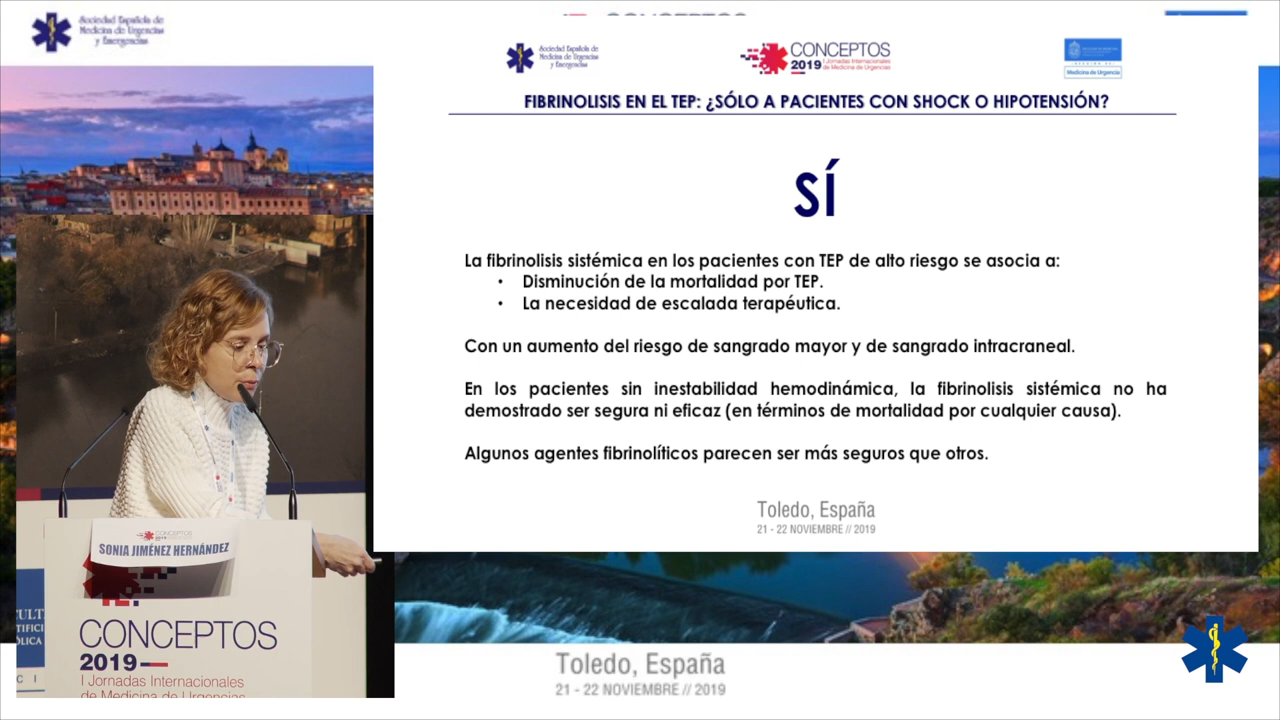 Sociedad Española de
Medicina de Urgencias
y Emergencias
CONCEPTOS
Sociedad Española de
Medicina de Urgencias
y Emergencias
CONCEPTOS
2019 I Jornadas Internacionales
de Medicina de Urgencias
Medicina de Urgencia
FIBRINOLISIS EN EL TEP: ¿SÓLO A PACIENTES CON SHOCK O HIPOTENSIÓN?
SÍ
La fibrinolisis sistémica en los pacientes con TEP de alto riesgo se asocia a:
• Disminución de la mortalidad por TEP.
• La necesidad de escalada terapéutica.
Con un aumento del riesgo de sangrado mayor y de sangrado intracraneal.
En los pacientes sin inestabilidad hemodinámica, la fibrinolisis sistémica no ha
demostrado ser segura ni eficaz (en términos de mortalidad por cualquier causa).
Algunos agentes fibrinolíticos parecen ser más seguros que otros.
Toledo, España
21 - 22 NOVIEMBRE // 2019
CONCEPTOS
SONIA JIMÉNEZ HERNÁNDEZ
CONCEPTOS
2019
I Jornadas Internacionales
de Medicina de Urgencias
Toledo, España
21 - 22 NOVIEMBRE // 2019